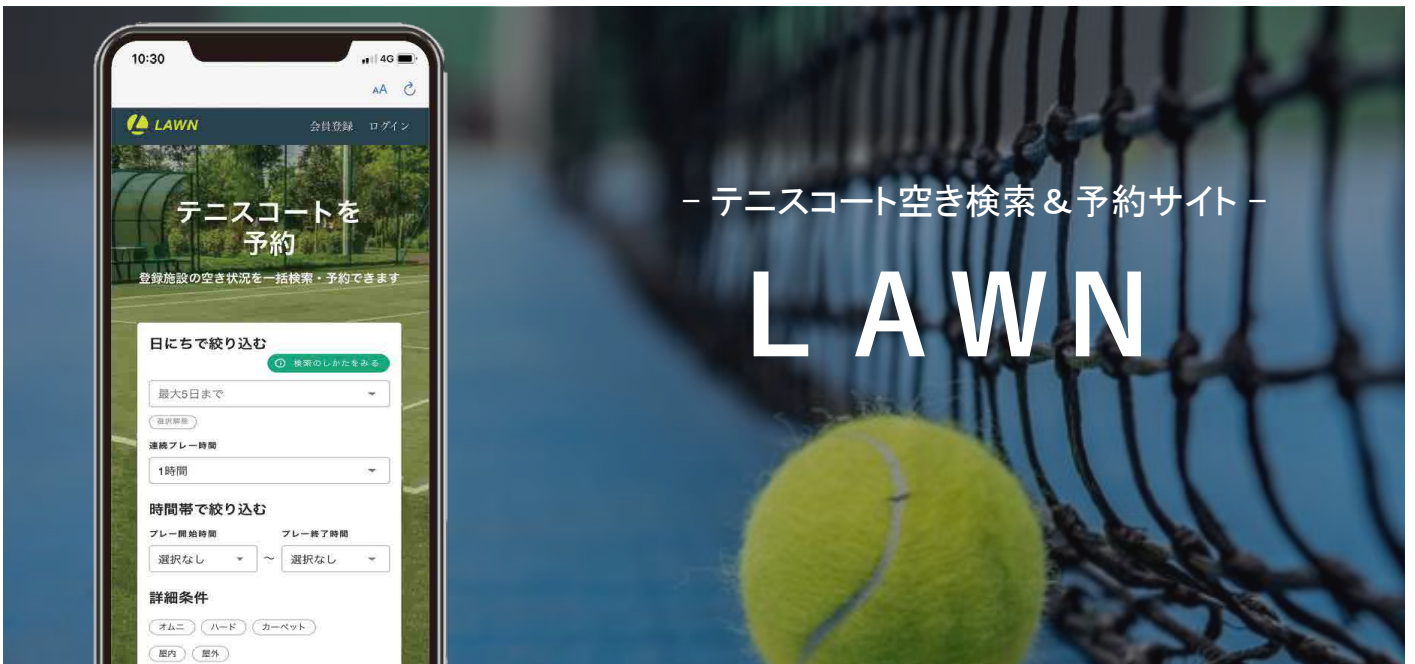 10:30
4G
AA
LAWN
会員登録 ログイン
テニスコートを
予約
登録施設の空き状況を一括検索・予約できます
日にちで絞り込む
検索のしかたをみる
最大5日まで
選択解除
連続プレー時間
1時間
時間帯で絞り込む
プレー開始時間 プレー終了時間
選択なし ～ 選択なし
詳細条件
オムニ ハード カーペット
屋内 屋外
– テニスコート空き検索＆予約サイト –
LAWN